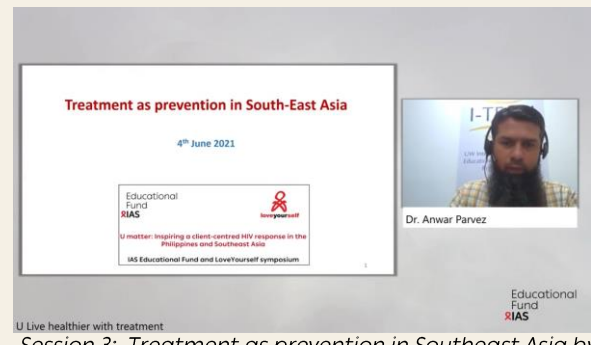 Treatment as prevention in South-East Asia
4th June 2021
Educational
Fund
IAS
loveyourself
U matter: Inspiring a client-centred HIV response in the
Philippines and Southeast Asia
IAS Educational Fund and LoveYourself symposium
1
Dr. Anwar Parvez
Educational
Fund
IAS
U Live healthier with treatment
Session 3: Treatment as prevention in Southeast Asia by